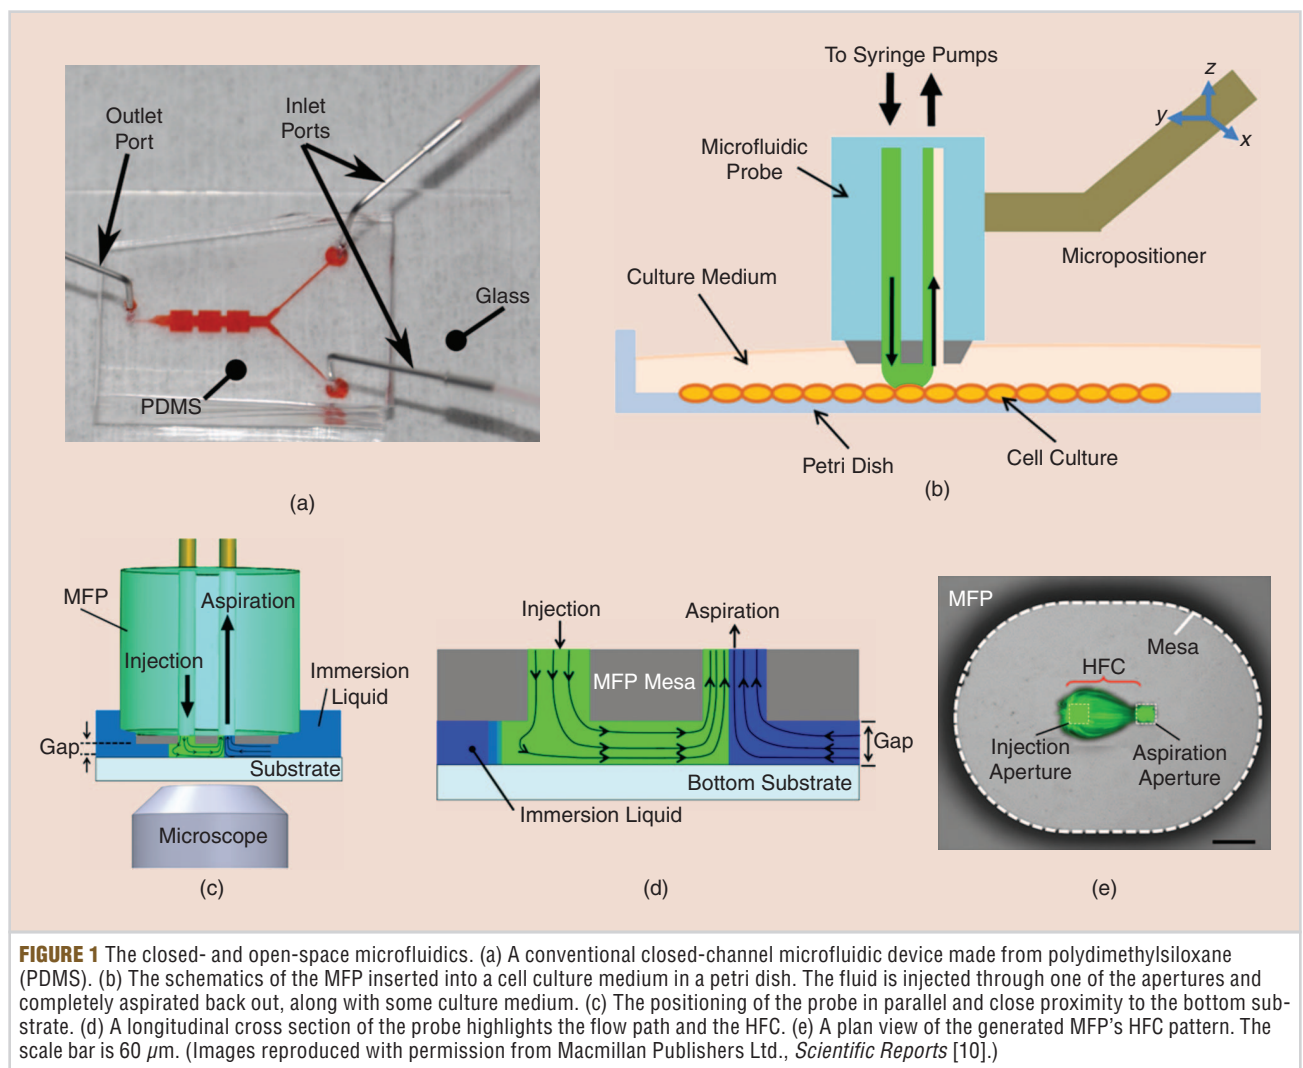 Outlet
Port
Inlet
Ports
Glass
PDMS
(a)
To Syringe Pumps
Microfluidic
Probe
z
y
x
Micropositioner
Culture Medium
Petri Dish
Cell Culture
(b)
MFP
Aspiration
Injection
Immersion
Liquid
Gap
Substrate
Microscope
(c)
Injection
Aspiration
MFP Mesa
Gap
Bottom Substrate
Immersion Liquid
(d)
MFP
Mesa
HFC
Injection
Aperture
Aspiration
Aperture
(e)
FIGURE 1 The closed- and open-space microfluidics. (a) A conventional closed-channel microfluidic device made from polydimethylsiloxane
(PDMS). (b) The schematics of the MFP inserted into a cell culture medium in a petri dish. The fluid is injected through one of the apertures and
completely aspirated back out, along with some culture medium. (c) The positioning of the probe in parallel and close proximity to the bottom sub-
strate. (d) A longitudinal cross section of the probe highlights the flow path and the HFC. (e) A plan view of the generated MFP's HFC pattern. The
scale bar is 60 µm. (Images reproduced with permission from Macmillan Publishers Ltd., Scientific Reports [10].)